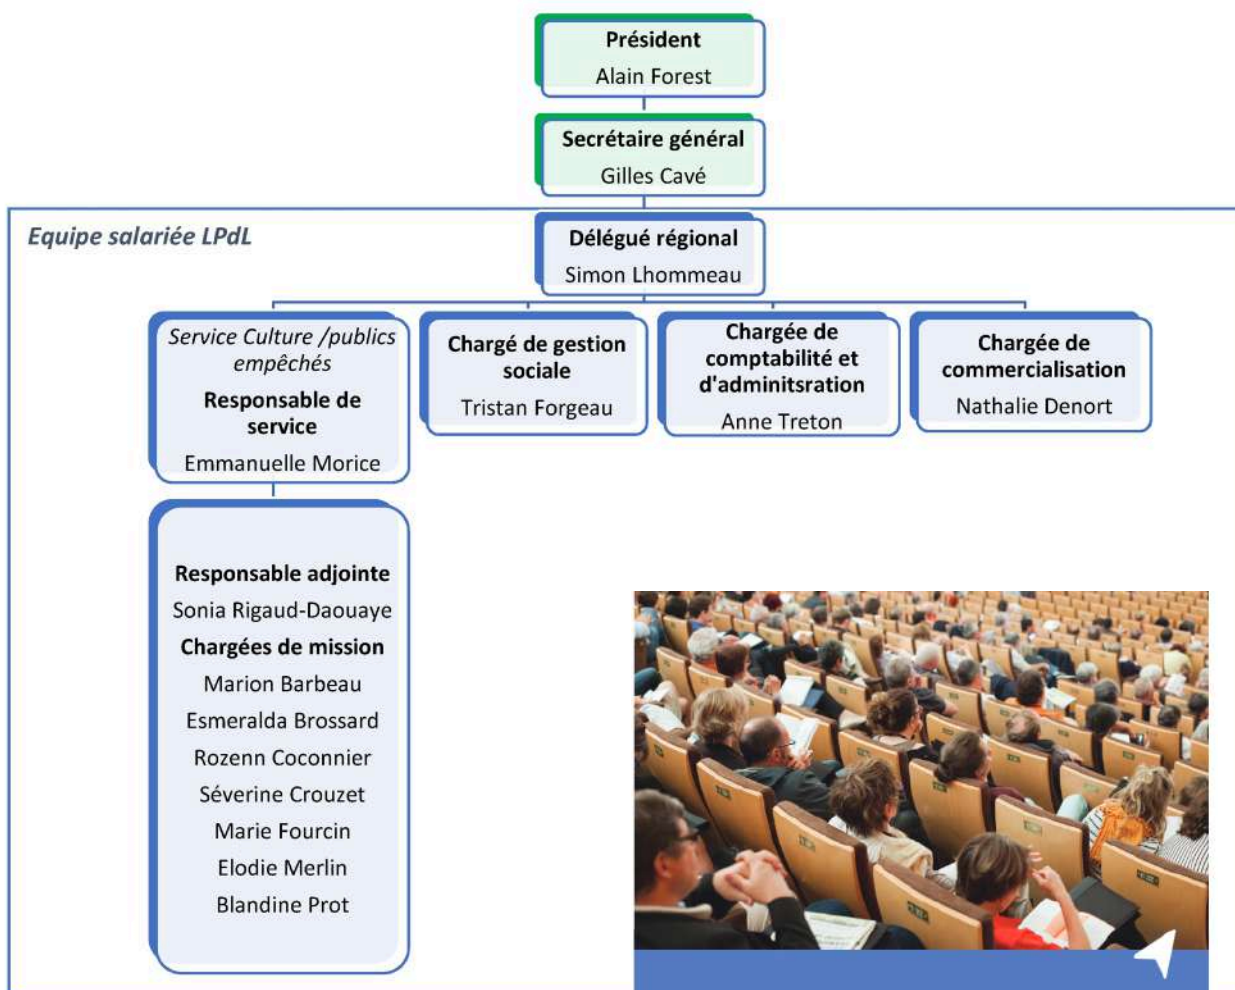 Président
Alain Forest
Secrétaire général
Gilles Cavé
Equipe salariée LPdL
Délégué régional
Simon Lhommeau
Service Culture /publics
empêchés
Responsable de
service
Emmanuelle Morice
Chargé de gestion
sociale
Tristan Forgeau
Chargée de
comptabilité et
d'adminitsration
Anne Treton
Chargée de
commercialisation
Nathalie Denort
Responsable adjointe
Sonia Rigaud-Daouaye
Chargées de mission
Marion Barbeau
Esmeralda Brossard
Rozenn Coconnier
Séverine Crouzet
Marie Fourcin
Elodie Merlin
Blandine Prot